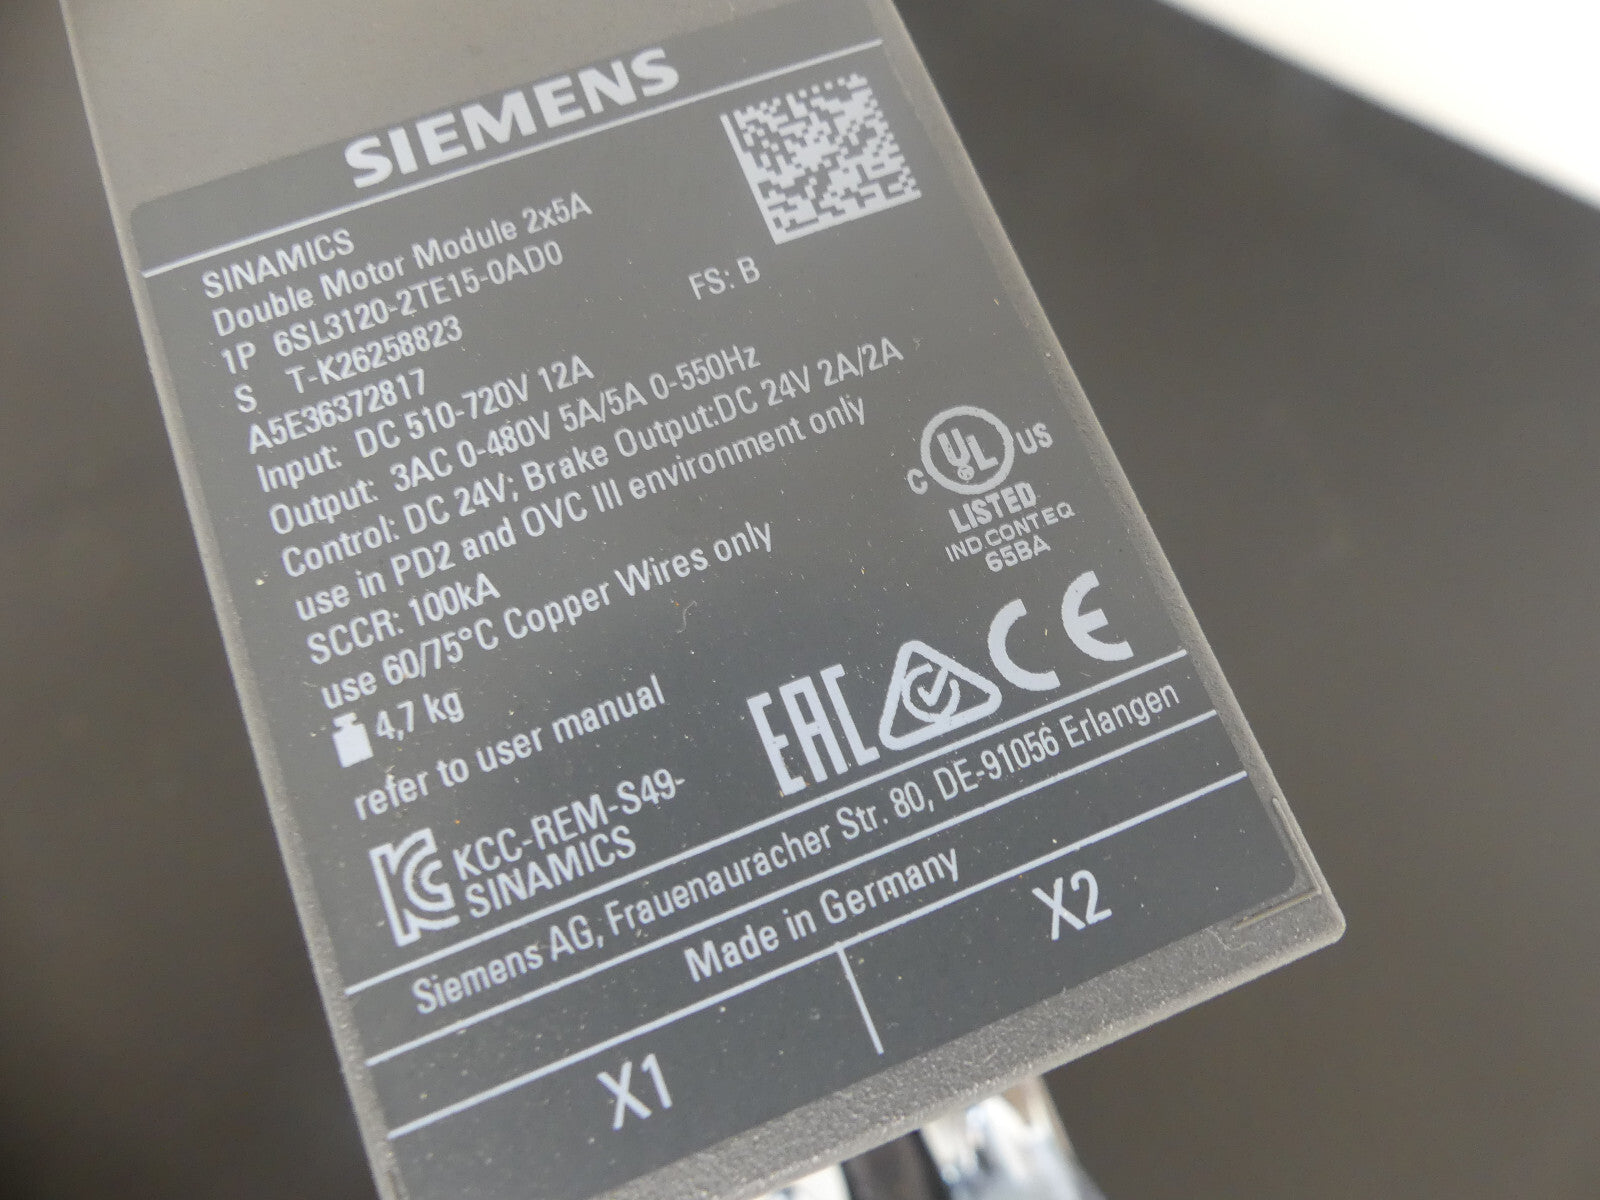 SIEMENS
SINAMICS
Double Motor Module 2x5A
1P 6SL3120-2TE15-0AD0
S T-K26258823 FS: B
A5E36372817
Input: DC 510-720V 12A
Output: 3AC 0-480V 5A/5A 0-550Hz
Control: DC 24V; Brake Output:DC 24V 2A/2A
use in PD2 and OVC III environment only
SCCR: 100kA
use 60/75°C Copper Wires only
4,7 kg
refer to user manual
C UL US
LISTED
IND CONT EQ
65BA
KCC-REM-S49-
SINAMICS
EAC CE
Siemens AG, Frauenauracher Str. 80, DE-91056 Erlangen
Made in Germany
X1 X2